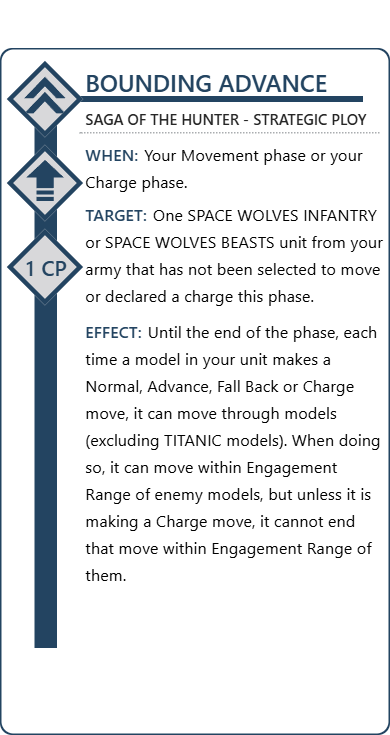 BOUNDING ADVANCE
SAGA OF THE HUNTER - STRATEGIC PLOY
WHEN: Your Movement phase or your
Charge phase.
TARGET: One SPACE WOLVES INFANTRY
or SPACE WOLVES BEASTS unit from your
army that has not been selected to move
or declared a charge this phase.
1 CP
EFFECT: Until the end of the phase, each
time a model in your unit makes a
Normal, Advance, Fall Back or Charge
move, it can move through models
(excluding TITANIC models). When doing
so, it can move within Engagement
Range of enemy models, but unless it is
making a Charge move, it cannot end
that move within Engagement Range of
them.